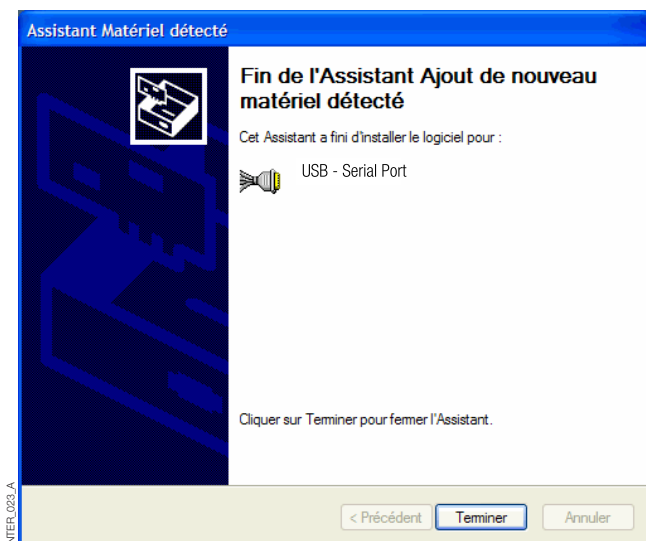 Assistant Matériel détecté
Fin de l'Assistant Ajout de nouveau
matériel détecté
Cet Assistant a fini d'installer le logiciel pour :
USB - Serial Port
Cliquer sur Terminer pour fermer l'Assistant.
< Précédent
Terminer
Annuler